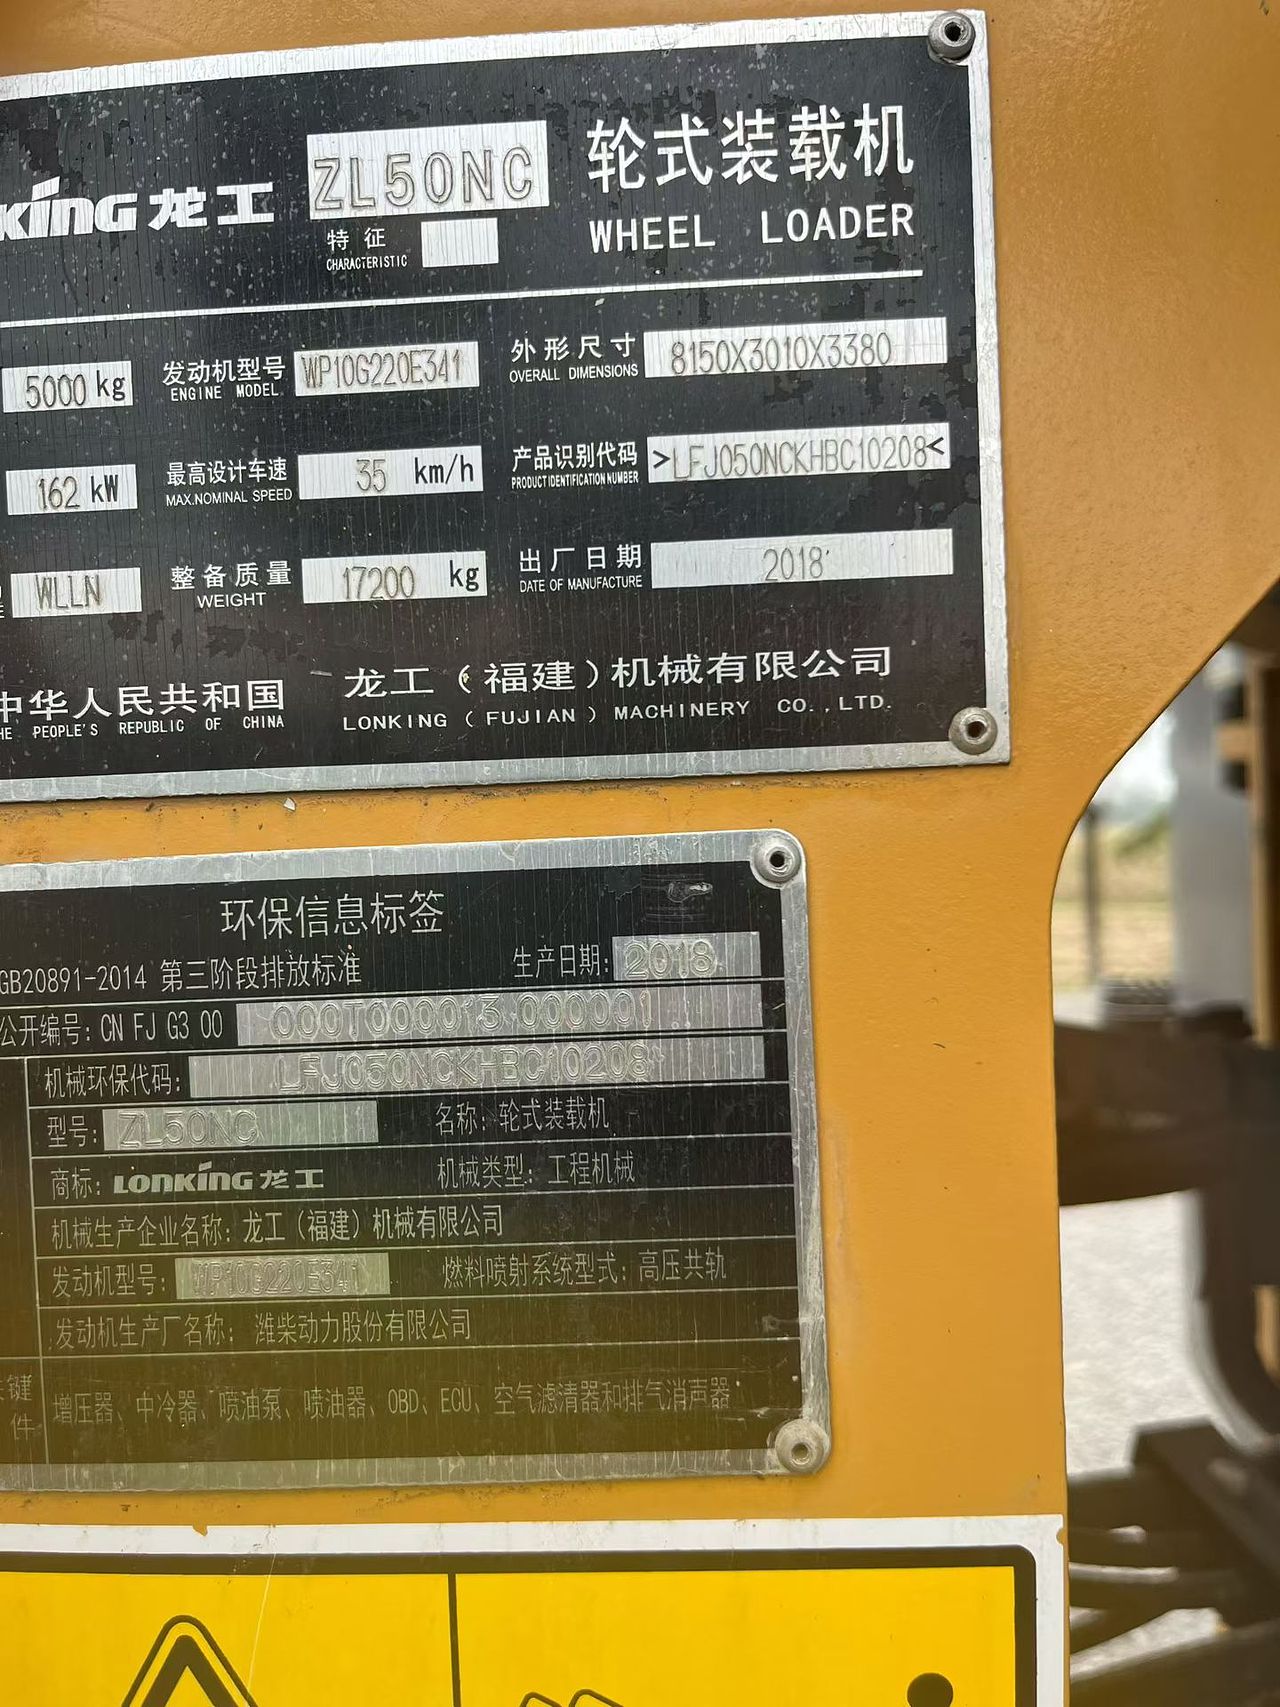 KING 龙工 ZL50NC 轮式装载机
特征
CHARACTERISTIC
WHEEL LOADER
5000 kg 发动机型号 WP10G220E341 外形尺寸 8150X3010X3380
ENGINE MODEL OVERALL DIMENSIONS
162 kW 最高设计车速 35 km/h 产品识别代码 >LFJ050NCKHBC10208<
MAX.NOMINAL SPEED PRODUCT IDENTIFICATION NUMBER
WLLN 整备质量 17200 kg 出厂日期 2018
WEIGHT DATE OF MANUFACTURE
中华人民共和国 龙工(福建)机械有限公司
THE PEOPLE'S REPUBLIC OF CHINA LONKING ( FUJIAN ) MACHINERY CO.,LTD.
环保信息标签
GB20891-2014 第三阶段排放标准 生产日期: 2018
公开编号: CN FJ G3 00 000T000013 000001
机械环保代码: LFJ050NCKHBC10208
型号: ZL50NC 名称: 轮式装载机
商标: LONKING 龙工 机械类型: 工程机械
机械生产企业名称: 龙工(福建)机械有限公司
发动机型号: WP10G220E341 燃料喷射系统型式: 高压共轨
发动机生产厂名称: 潍柴动力股份有限公司
键
件 增压器、中冷器、喷油泵、喷油器、OBD、ECU、空气滤清器和排气消声器